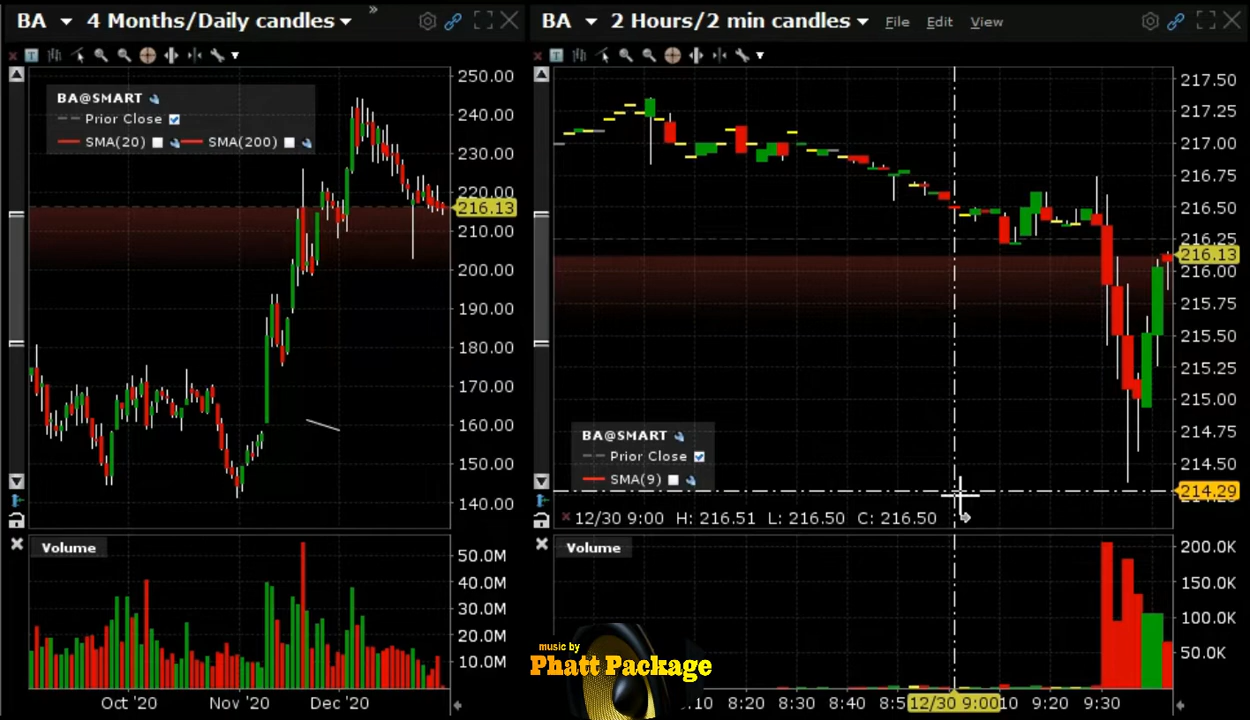 BA 4 Months/Daily candles »
BA 2 Hours/2 min candles File Edit View
BA@SMART
Prior Close
SMA(20) SMA(200)
250.00
240.00
230.00
220.00
216.13
210.00
200.00
190.00
180.00
170.00
160.00
150.00
140.00
Volume
50.0M
40.0M
30.0M
20.0M
10.0M
Oct '20 Nov '20 Dec '20
217.50
217.25
217.00
216.75
216.50
216.25
216.13
216.00
215.75
215.50
215.25
215.00
214.75
214.50
214.29
BA@SMART
Prior Close
SMA(9)
12/30 9:00 H: 216.51 L: 216.50 C: 216.50
Volume
200.0K
150.0K
100.0K
50.0K
music by
Phatt Package
8:20 8:30 8:40 12/30 9:00 9:20 9:30